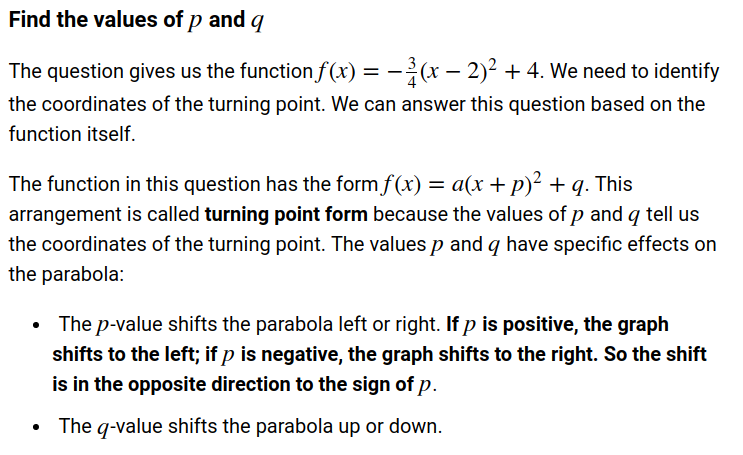 Find the values of p and q
The question gives us the function f(x) = −3/4(x − 2)² + 4. We need to identify
the coordinates of the turning point. We can answer this question based on the
function itself.
The function in this question has the form f(x) = a(x + p)² + q. This
arrangement is called turning point form because the values of p and q tell us
the coordinates of the turning point. The values p and q have specific effects on
the parabola:
• The p-value shifts the parabola left or right. If p is positive, the graph
shifts to the left; if p is negative, the graph shifts to the right. So the shift
is in the opposite direction to the sign of p.
• The q-value shifts the parabola up or down.